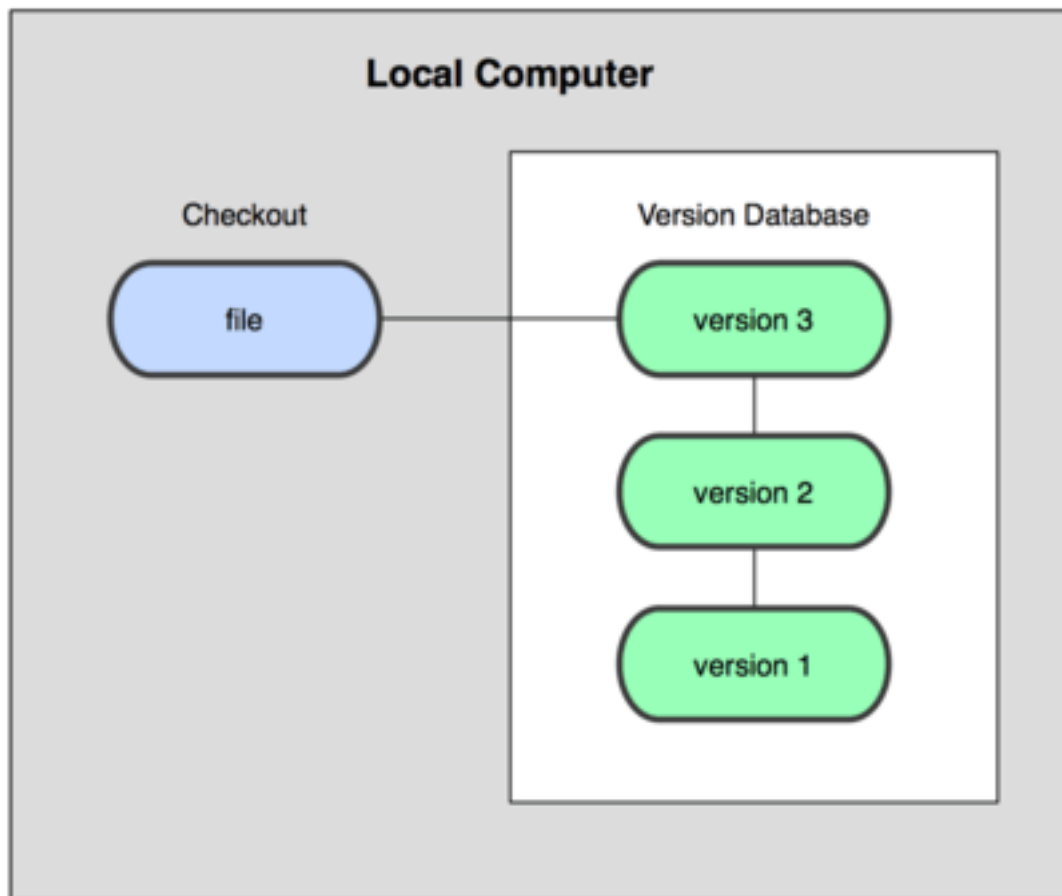 Local Computer
Checkout
Version Database
file
version 3
version 2
version 1